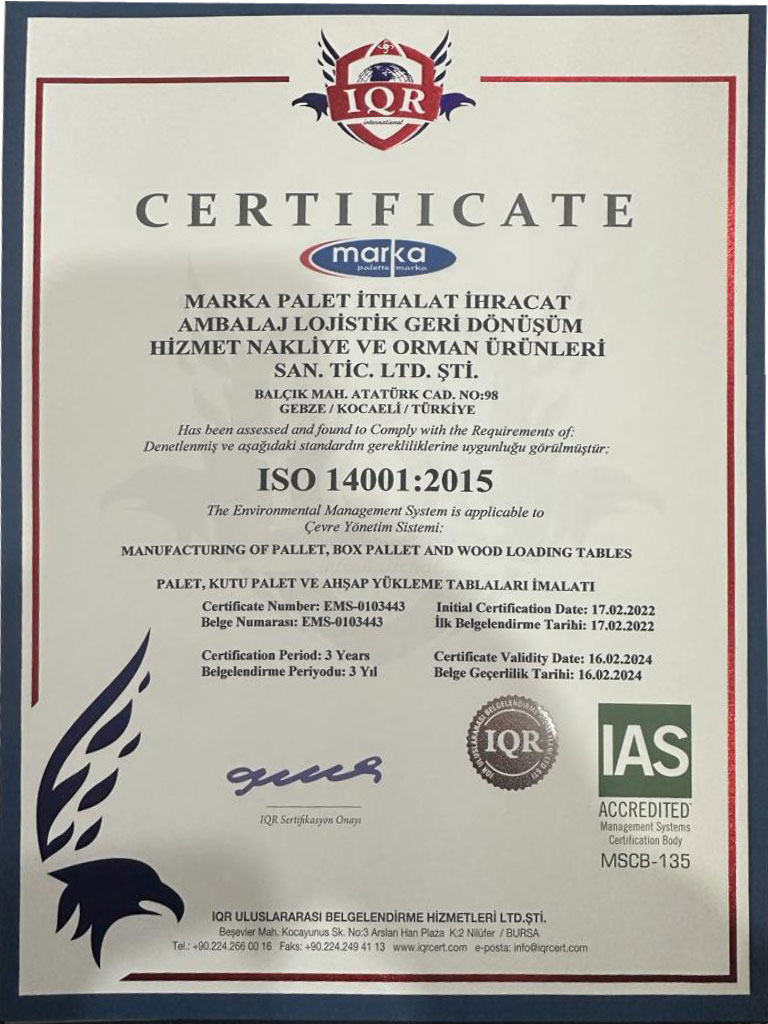 IQR
international
CERTIFICATE
marka
palette marka
MARKA PALET İTHALAT İHRACAT
AMBALAJ LOJİSTİK GERİ DÖNÜŞÜM
HİZMET NAKLİYE VE ORMAN ÜRÜNLERİ
SAN. TİC. LTD. ŞTİ.
BALÇIK MAH. ATATÜRK CAD. NO:98
GEBZE / KOCAELİ / TÜRKİYE
Has been assessed and found to Comply with the Requirements of:
Denetlenmiş ve aşağıdaki standardın gerekliliklerine uygunluğu görülmüştür:
ISO 14001:2015
The Environmental Management System is applicable to
Çevre Yönetim Sistemi:
MANUFACTURING OF PALLET, BOX PALLET AND WOOD LOADING TABLES
PALET, KUTU PALET VE AHŞAP YÜKLEME TABLALARI İMALATI
Certificate Number: EMS-0103443
Belge Numarası: EMS-0103443
Initial Certification Date: 17.02.2022
İlk Belgelendirme Tarihi: 17.02.2022
Certification Period: 3 Years
Belgelendirme Periyodu: 3 Yıl
Certificate Validity Date: 16.02.2024
Belge Geçerlilik Tarihi: 16.02.2024
IQR
IQR Sertifikasyon Onayı
IAS
ACCREDITED
Management Systems
Certification Body
MSCB-135
IQR ULUSLARARASI BELGELENDİRME HİZMETLERİ LTD.ŞTİ.
Beşevler Mah. Kocayunus Sk. No:3 Arslan Han Plaza K:2 Nilüfer / BURSA
Tel.: +90.224.266 00 16 Faks: +90.224.249 41 13 www.iqrcert.com e-posta: info@iqrcert.com